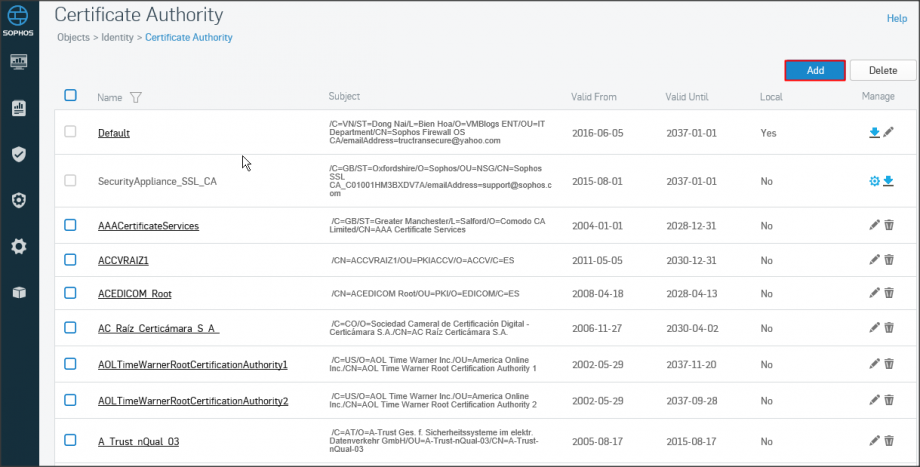 SOPHOS
Certificate Authority
Help
Objects > Identity > Certificate Authority
Add
Delete
Name
Subject
Valid From
Valid Until
Local
Manage
Default
/C=VN/ST=Dong Nai/L=Bien Hoa/O=VMBlogs ENT/OU=IT
Department/CN=Sophos Firewall OS
CA/emailAddress=tructransecure@yahoo.com
2016-06-05
2037-01-01
Yes
SecurityAppliance_SSL_CA
/C=GB/ST=Oxfordshire/O=Sophos/OU=NSG/CN=Sophos
SSL
CA_C01001HM3BXDV7A/emailAddress=support@sophos.c
om
2015-08-01
2037-01-01
No
AAACertificateServices
/C=GB/ST=Greater Manchester/L=Salford/O=Comodo CA
Limited/CN=AAA Certificate Services
2004-01-01
2028-12-31
No
ACCVRAIZ1
/CN=ACCVRAIZ1/OU=PKIACCV/O=ACCV/C=ES
2011-05-05
2030-12-31
No
ACEDICOM_Root
/CN=ACEDICOM Root/OU=PKI/O=EDICOM/C=ES
2008-04-18
2028-04-13
No
AC_Raíz_Certicámara_S_A_
/C=CO/O=Sociedad Cameral de Certificación Digital -
Certicámara S.A./CN=AC Raíz Certicámara S.A.
2006-11-27
2030-04-02
No
AOLTimeWarnerRootCertificationAuthority1
/C=US/O=AOL Time Warner Inc./OU=America Online
Inc./CN=AOL Time Warner Root Certification Authority 1
2002-05-29
2037-11-20
No
AOLTimeWarnerRootCertificationAuthority2
/C=US/O=AOL Time Warner Inc./OU=America Online
Inc./CN=AOL Time Warner Root Certification Authority 2
2002-05-29
2037-09-28
No
A_Trust_nQual_03
/C=AT/O=A-Trust Ges. f. Sicherheitssysteme im elektr.
Datenverkehr GmbH/OU=A-Trust-nQual-03/CN=A-Trust-
nQual-03
2005-08-17
2015-08-17
No